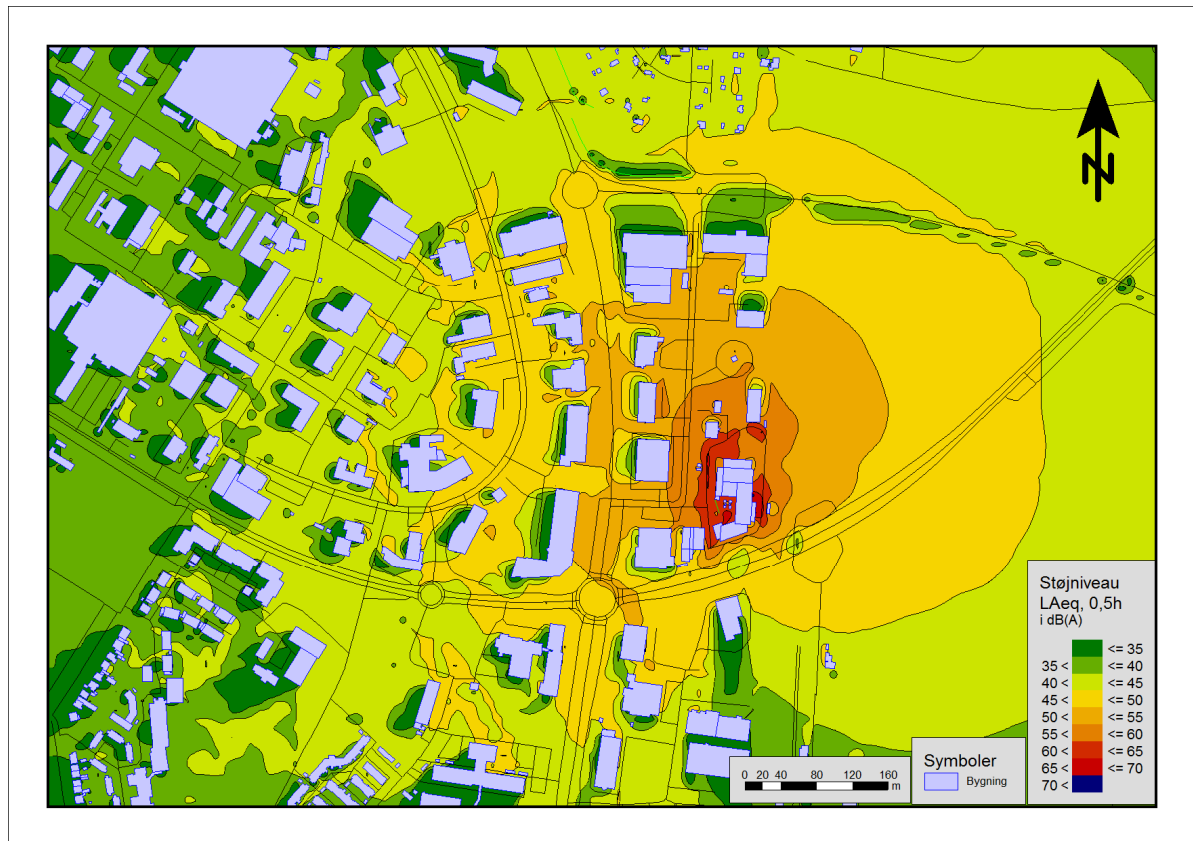 N
Støjniveau
LAeq, 0,5h
i dB(A)
<= 35
35 < <= 40
40 < <= 45
45 < <= 50
50 < <= 55
55 < <= 60
60 < <= 65
65 < <= 70
70 <
Symboler
Bygning
0 20 40 80 120 160
m